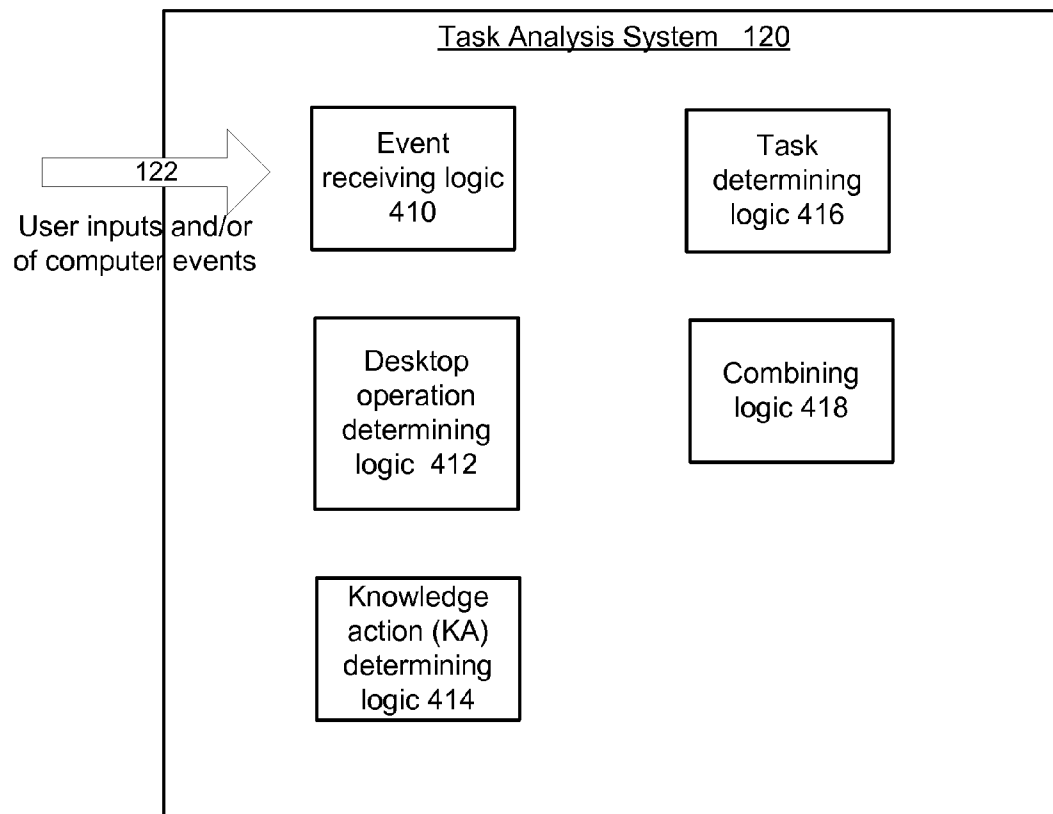 Task Analysis System 120
122
User inputs and/or
of computer events
Event
receiving logic
410
Task
determining
logic 416
Desktop
operation
determining
logic 412
Combining
logic 418
Knowledge
action (KA)
determining
logic 414